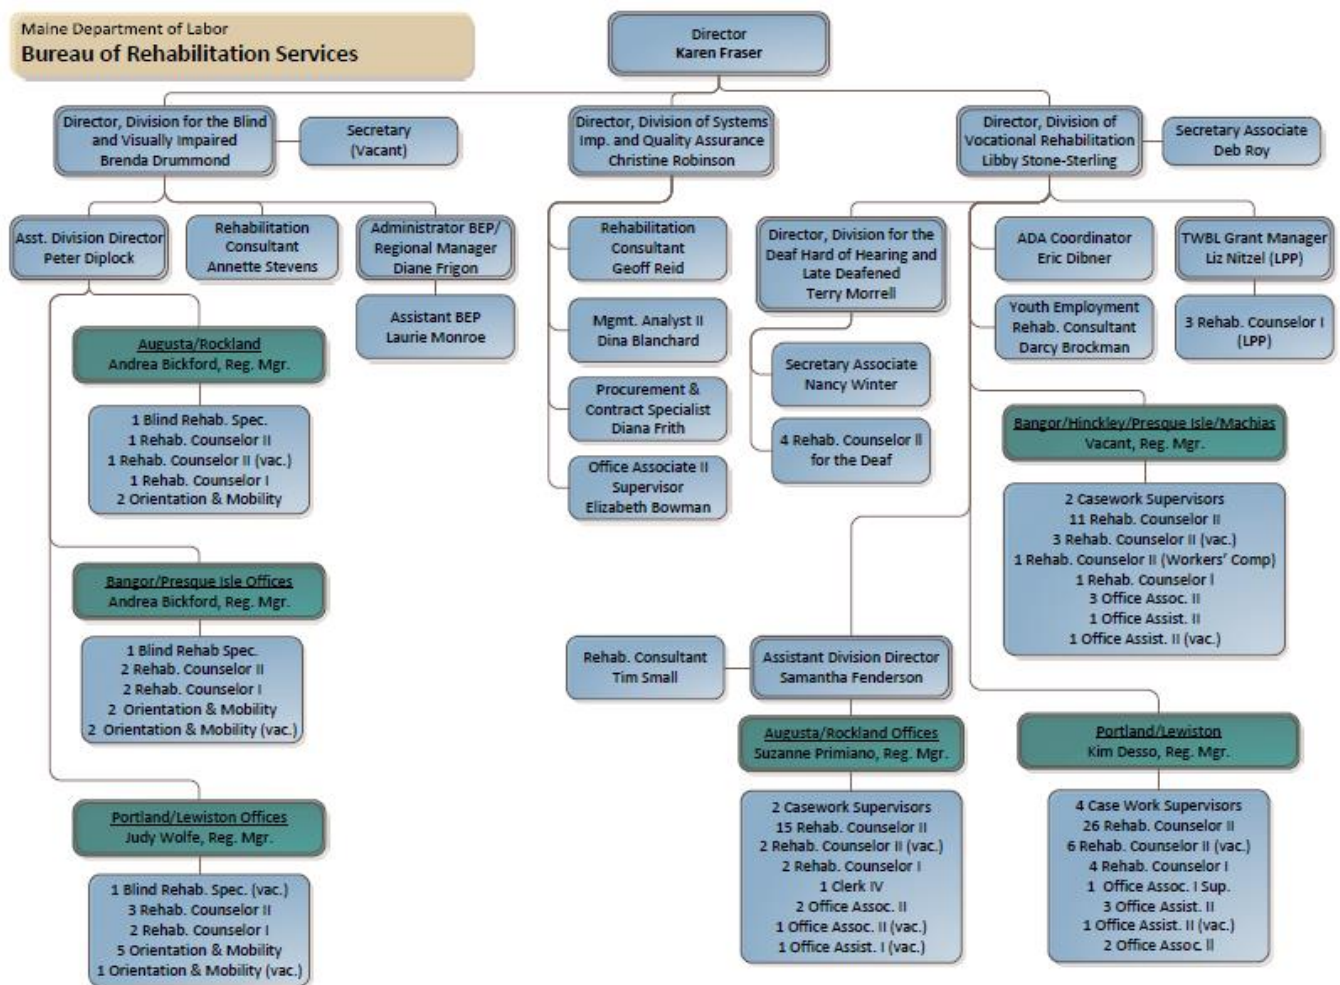 Maine Department of Labor
Bureau of Rehabilitation Services
Director
Karen Fraser
Director, Division for the Blind
and Visually Impaired
Brenda Drummond
Secretary
(Vacant)
Director, Division of Systems
Imp. and Quality Assurance
Christine Robinson
Director, Division of
Vocational Rehabilitation
Libby Stone-Sterling
Secretary Associate
Deb Roy
Asst. Division Director
Peter Diplock
Rehabilitation
Consultant
Annette Stevens
Administrator BEP/
Regional Manager
Diane Frigon
Assistant BEP
Laurie Monroe
Augusta/Rockland
Andrea Bickford, Reg. Mgr.
1 Blind Rehab. Spec.
1 Rehab. Counselor II
1 Rehab. Counselor II (vac.)
1 Rehab. Counselor I
2 Orientation & Mobility
Bangor/Presque Isle Offices
Andrea Bickford, Reg. Mgr.
1 Blind Rehab Spec.
2 Rehab. Counselor II
2 Rehab. Counselor I
2 Orientation & Mobility
2 Orientation & Mobility (vac.)
Portland/Lewiston Offices
Judy Wolfe, Reg. Mgr.
1 Blind Rehab. Spec. (vac.)
3 Rehab. Counselor II
2 Rehab. Counselor I
5 Orientation & Mobility
1 Orientation & Mobility (vac.)
Rehabilitation
Consultant
Geoff Reid
Mgmt. Analyst II
Dina Blanchard
Procurement &
Contract Specialist
Diana Frith
Office Associate II
Supervisor
Elizabeth Bowman
Director, Division for the
Deaf Hard of Hearing and
Late Deafened
Terry Morrell
Secretary Associate
Nancy Winter
4 Rehab. Counselor II
for the Deaf
ADA Coordinator
Eric Dibner
Youth Employment
Rehab. Consultant
Darcy Brockman
TWBL Grant Manager
Liz Nitzel (LPP)
3 Rehab. Counselor I
(LPP)
Bangor/Hinckley/Presque Isle/Machias
Vacant, Reg. Mgr.
2 Casework Supervisors
11 Rehab. Counselor II
3 Rehab. Counselor II (vac.)
1 Rehab. Counselor II (Workers' Comp)
1 Rehab. Counselor I
3 Office Assoc. II
1 Office Assist. II
1 Office Assist. II (vac.)
Rehab. Consultant
Tim Small
Assistant Division Director
Samantha Fenderson
Augusta/Rockland Offices
Suzanne Primiano, Reg. Mgr.
2 Casework Supervisors
15 Rehab. Counselor II
2 Rehab. Counselor II (vac.)
2 Rehab. Counselor I
1 Clerk IV
2 Office Assoc. II
1 Office Assoc. II (vac.)
1 Office Assist. I (vac.)
Portland/Lewiston
Kim Desso, Reg. Mgr.
4 Case Work Supervisors
26 Rehab. Counselor II
6 Rehab. Counselor II (vac.)
4 Rehab. Counselor I
1 Office Assoc. I Sup.
3 Office Assist. II
1 Office Assist. II (vac.)
2 Office Assoc. II